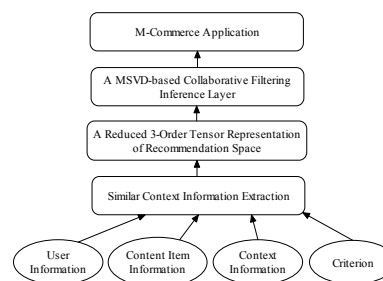 M-Commerce Application
A MSVD-based Collaborative Filtering
Inference Layer
A Reduced 3-Order Tensor Representation
of Recommendation Space
Similar Context Information Extraction
User
Information
Content Item
Information
Context
Information
Criterion